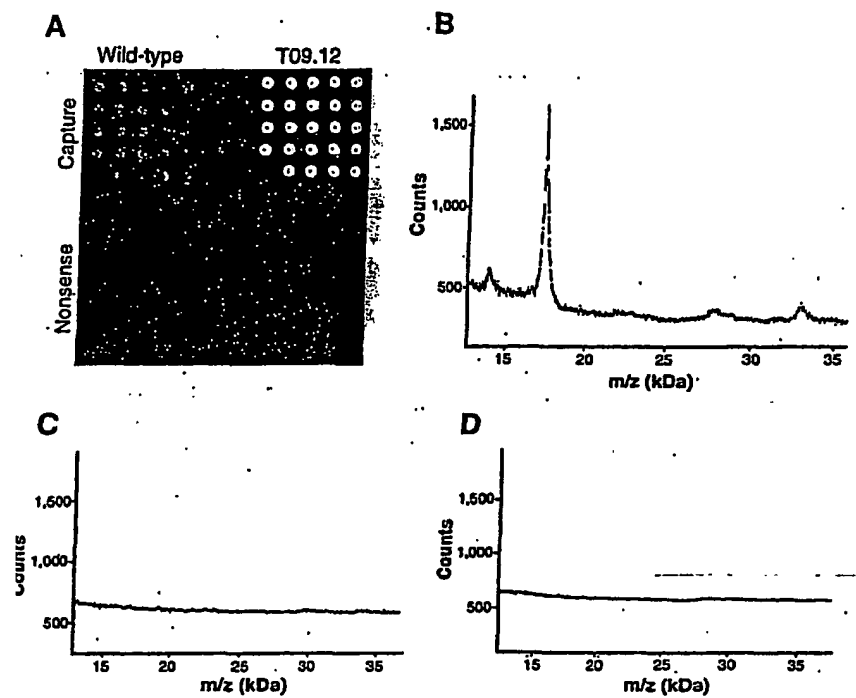 A
Wild-type T09.12
Capture
Nonsense
B
Counts
1,500
1,000
500
15 20 25 30 35
m/z (kDa)
C
Counts
1,500
1,000
500
15 20 25 30 35
m/z (kDa)
D
Counts
1,500
1,000
500
15 20 25 30 35
m/z (kDa)